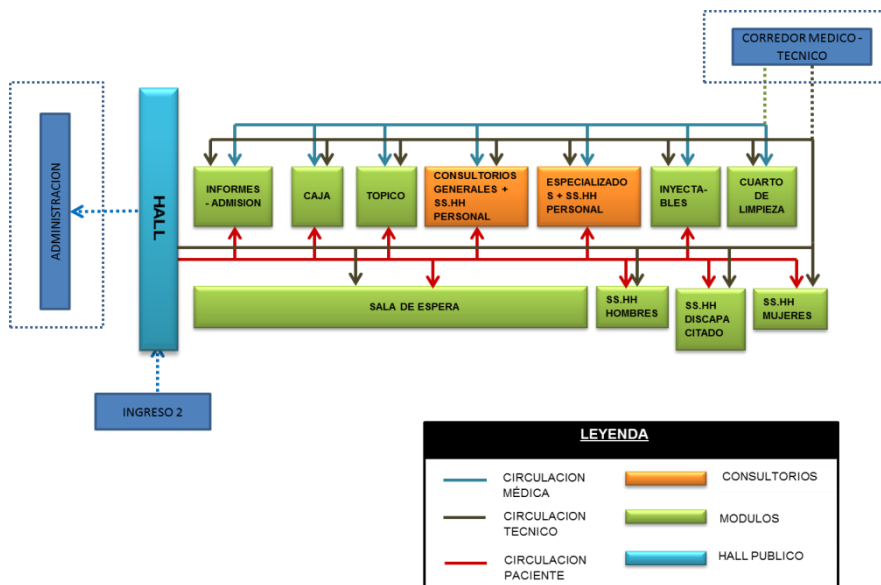 CORREDOR MEDICO -
TECNICO
ADMINISTRACION
HALL
INFORMES
- ADMISION
CAJA
TOPICO
CONSULTORIOS
GENERALES +
SS.HH
PERSONAL
ESPECIALIZADO
S + SS.HH
PERSONAL
INYECTA-
BLES
CUARTO
DE
LIMPIEZA
SALA DE ESPERA
SS.HH
HOMBRES
SS.HH
DISCAPA
CITADO
SS.HH
MUJERES
INGRESO 2
LEYENDA
CIRCULACION
MÉDICA
CONSULTORIOS
CIRCULACION
TECNICO
MODULOS
CIRCULACION
PACIENTE
HALL PUBLICO